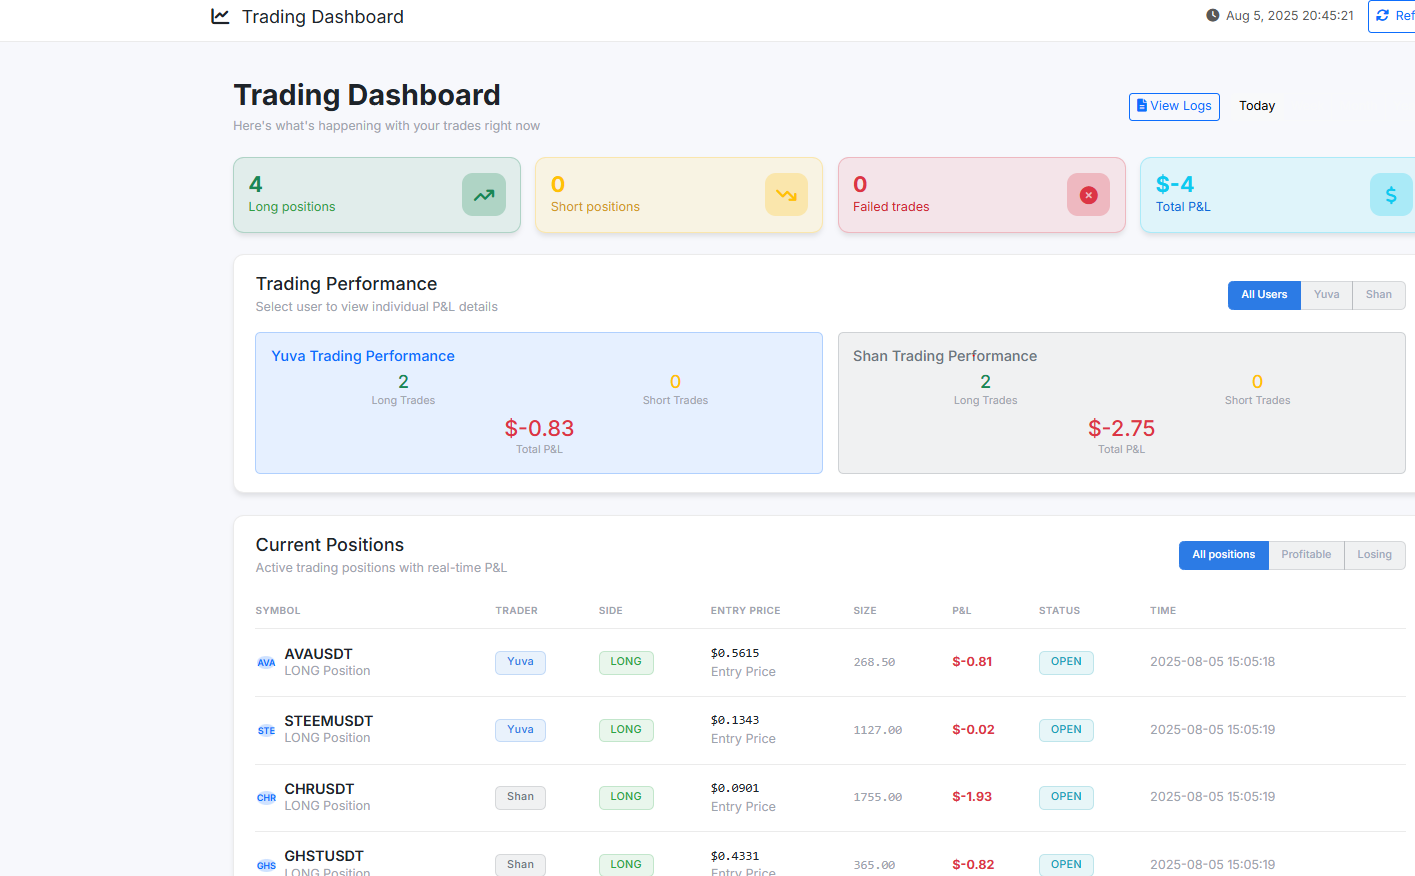 Trading Dashboard
Aug 5, 2025 20:45:21
Ref
Trading Dashboard
Here's what's happening with your trades right now
View Logs
Today
4
Long positions
0
Short positions
0
Failed trades
$-4
Total P&L
$
Trading Performance
Select user to view individual P&L details
All Users Yuva Shan
Yuva Trading Performance
2
Long Trades
0
Short Trades
$-0.83
Total P&L
Shan Trading Performance
2
Long Trades
0
Short Trades
$-2.75
Total P&L
Current Positions
Active trading positions with real-time P&L
All positions Profitable Losing
SYMBOL TRADER SIDE ENTRY PRICE SIZE P&L STATUS TIME
AVA AVAUSDT Yuva LONG $0.5615 268.50 $-0.81 OPEN 2025-08-05 15:05:18
LONG Position Entry Price
STE STEEMUSDT Yuva LONG $0.1343 1127.00 $-0.02 OPEN 2025-08-05 15:05:19
LONG Position Entry Price
CHR CHRUSDT Shan LONG $0.0901 1755.00 $-1.93 OPEN 2025-08-05 15:05:19
LONG Position Entry Price
GHS GHSTUSDT Shan LONG $0.4331 365.00 $-0.82 OPEN 2025-08-05 15:05:19
LONG Position Entry Price